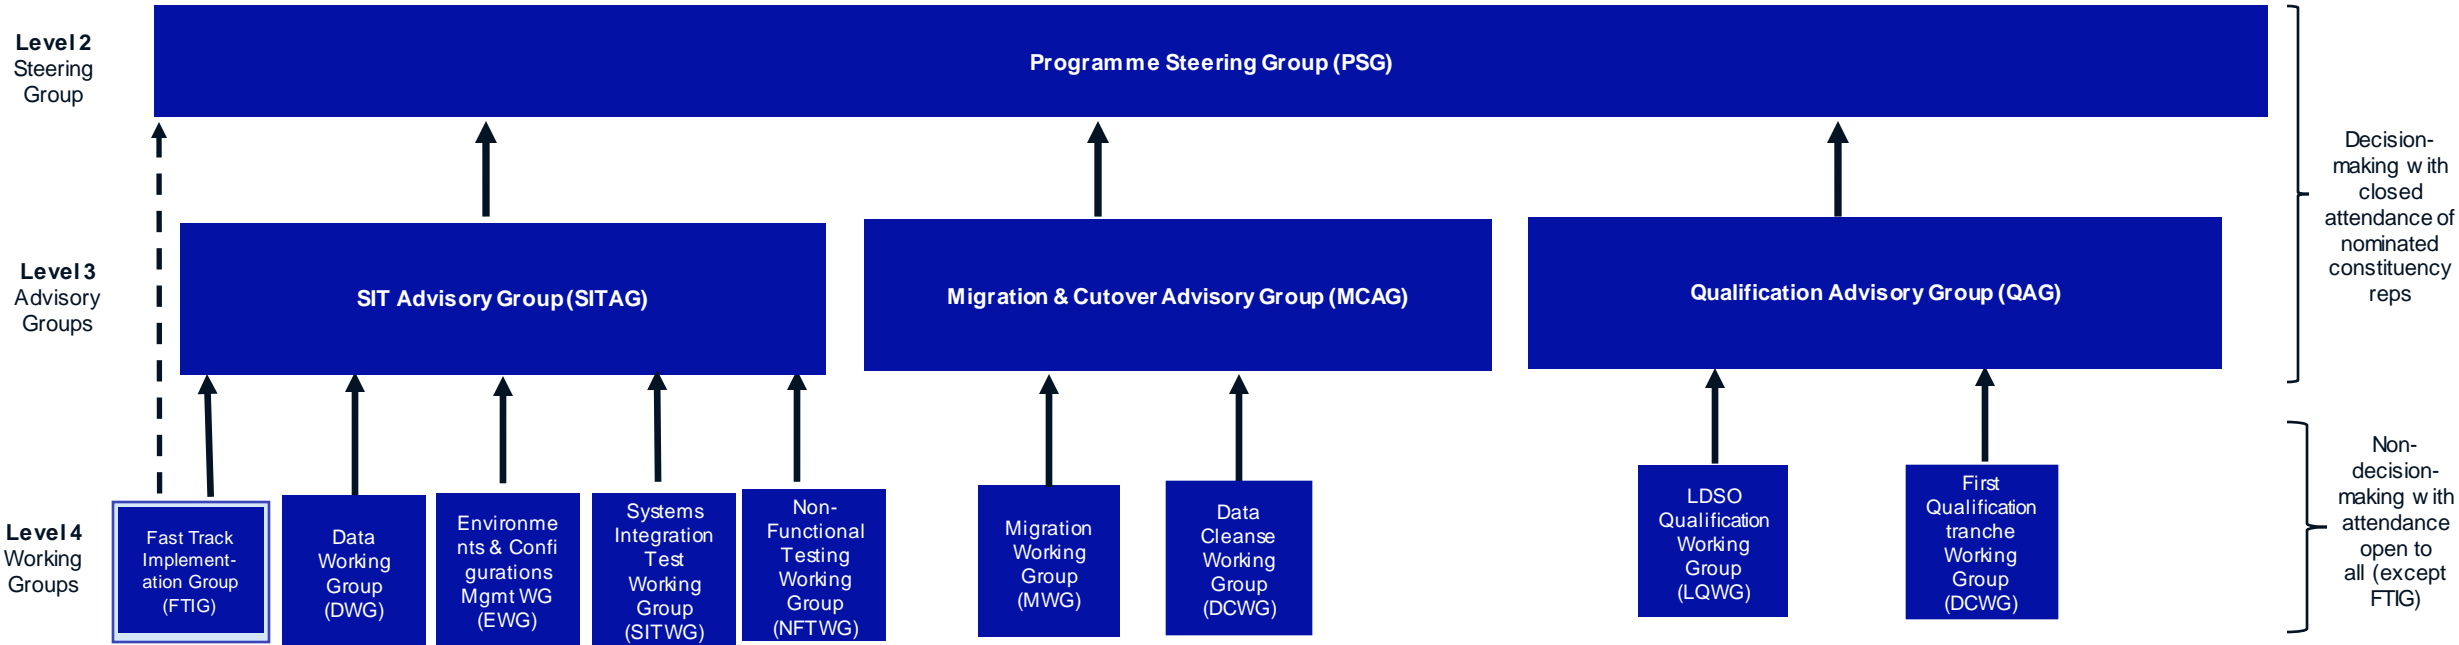 Level 2
Steering
Group
Programme Steering Group (PSG)
Decision-
making with
closed
attendance of
nominated
constituency
reps
Level 3
Advisory
Groups
SIT Advisory Group (SITAG)
Migration & Cutover Advisory Group (MCAG)
Qualification Advisory Group (QAG)
Level 4
Working
Groups
Fast Track
Implement-
ation Group
(FTIG)
Data
Working
Group
(DWG)
Environme
nts & Confi
gurations
Mgmt WG
(EWG)
Systems
Integration
Test
Working
Group
(SITWG)
Non-
Functional
Testing
Working
Group
(NFTWG)
Migration
Working
Group
(MWG)
Data
Cleanse
Working
Group
(DCWG)
LDSO
Qualification
Working
Group
(LQWG)
First
Qualification
tranche
Working
Group
(DCWG)
Non-
decision-
making with
attendance
open to
all (except
FTIG)